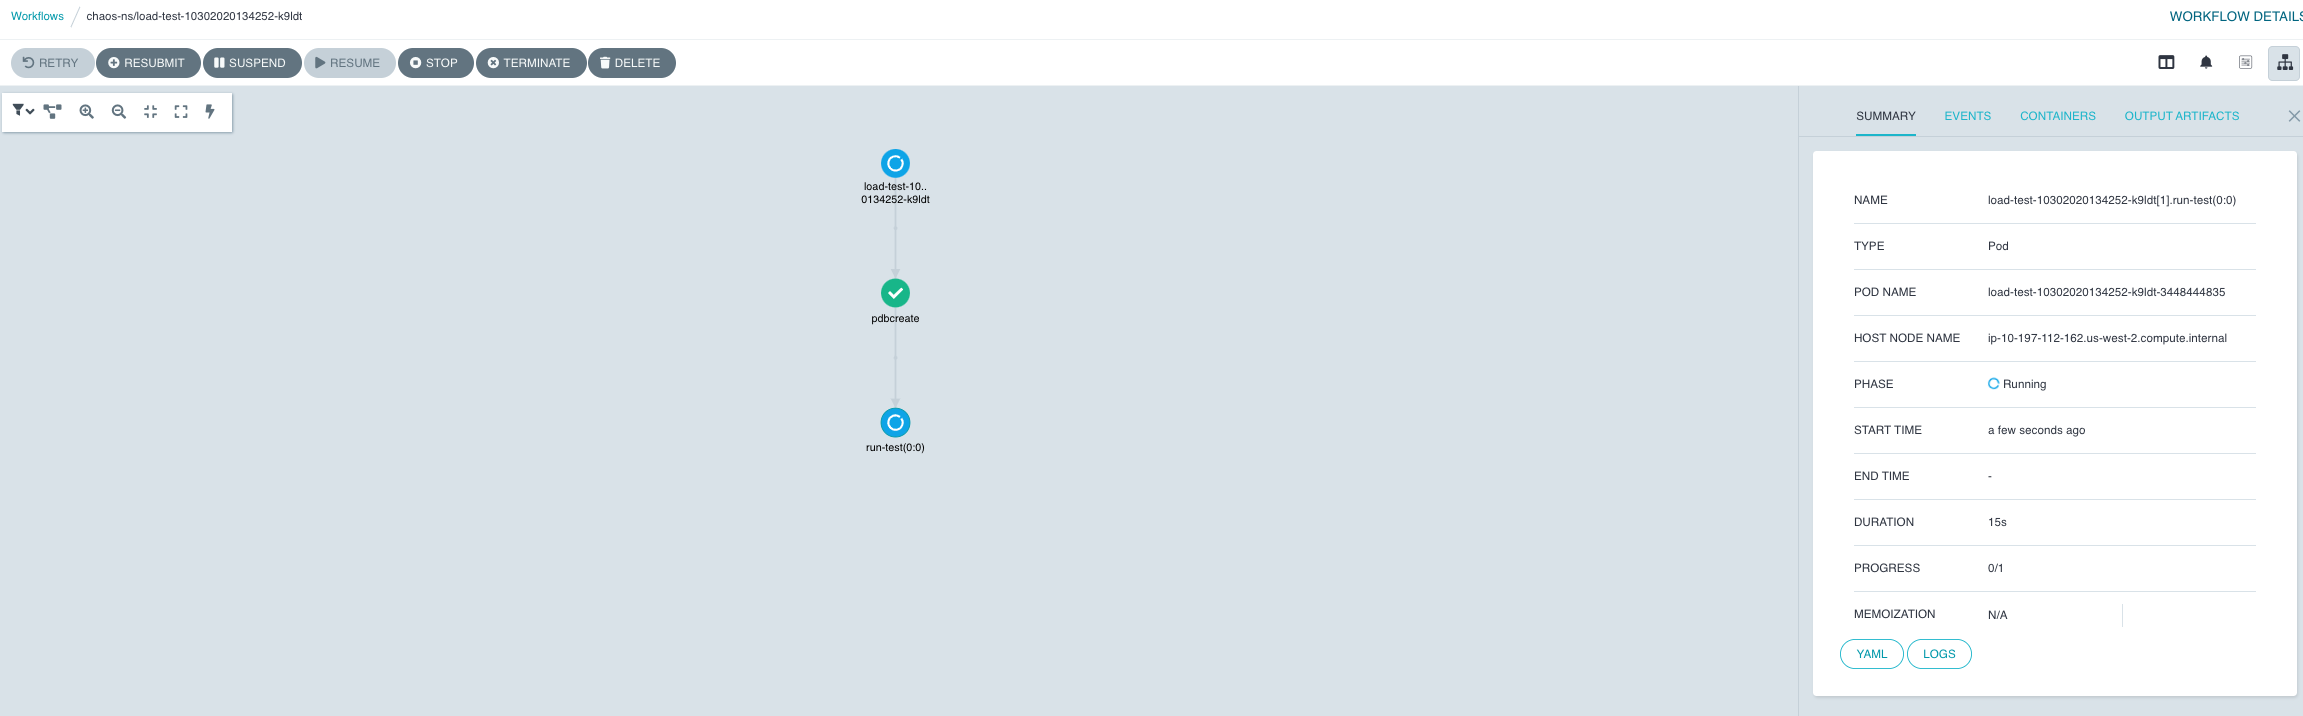 Workflows / chaos-ns/load-test-10302020134252-k9ldt
WORKFLOW DETAILS
RETRY RESUBMIT SUSPEND RESUME STOP TERMINATE DELETE
load-test-10..
0134252-k9ldt
pdbcreate
run-test(0:0)
SUMMARY EVENTS CONTAINERS OUTPUT ARTIFACTS
NAME load-test-10302020134252-k9ldt[1].run-test(0:0)
TYPE Pod
POD NAME load-test-10302020134252-k9ldt-3448444835
HOST NODE NAME ip-10-197-112-162.us-west-2.compute.internal
PHASE Running
START TIME a few seconds ago
END TIME -
DURATION 15s
PROGRESS 0/1
MEMOIZATION N/A
YAML LOGS